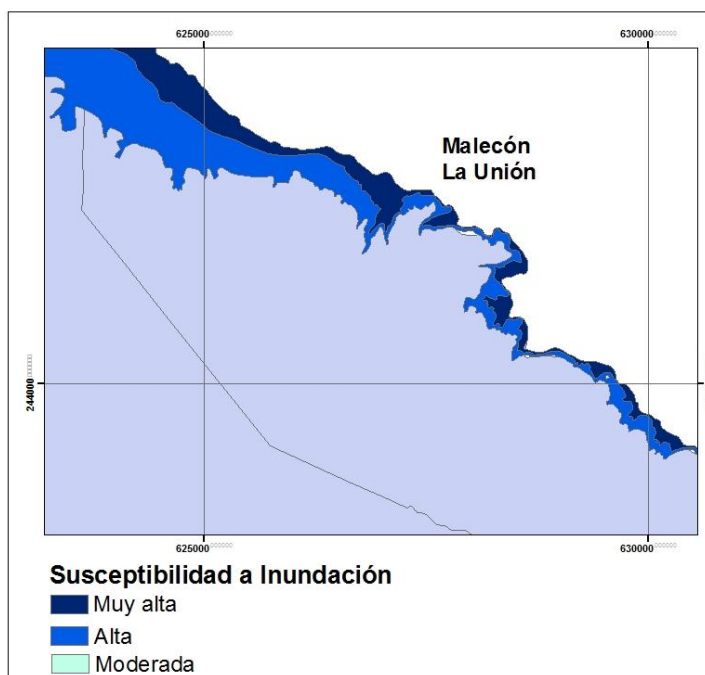 625000 630000
Malecón
La Unión
244000
625000 630000
Susceptibilidad a Inundación
Muy alta
Alta
Moderada